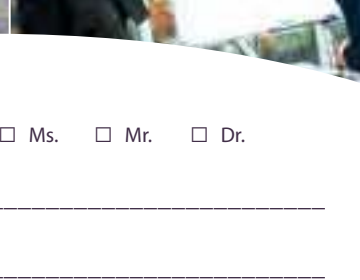 ☐ Ms. ☐ Mr. ☐ Dr.